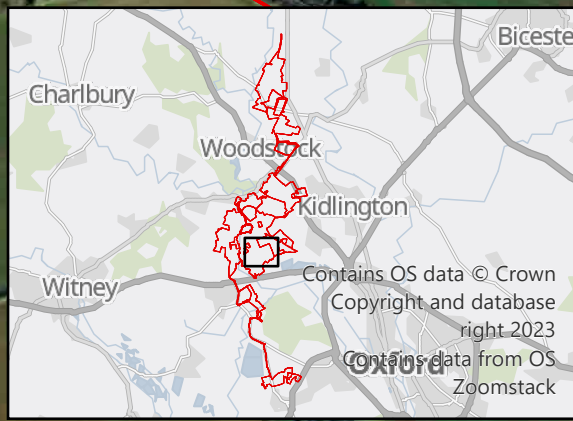 Biceste
Charlbury
Woodstock
Kidlington
Contains OS data © Crown
Witney
Copyright and database
right 2023
Oxford
Contains data from OS
Zoomstack